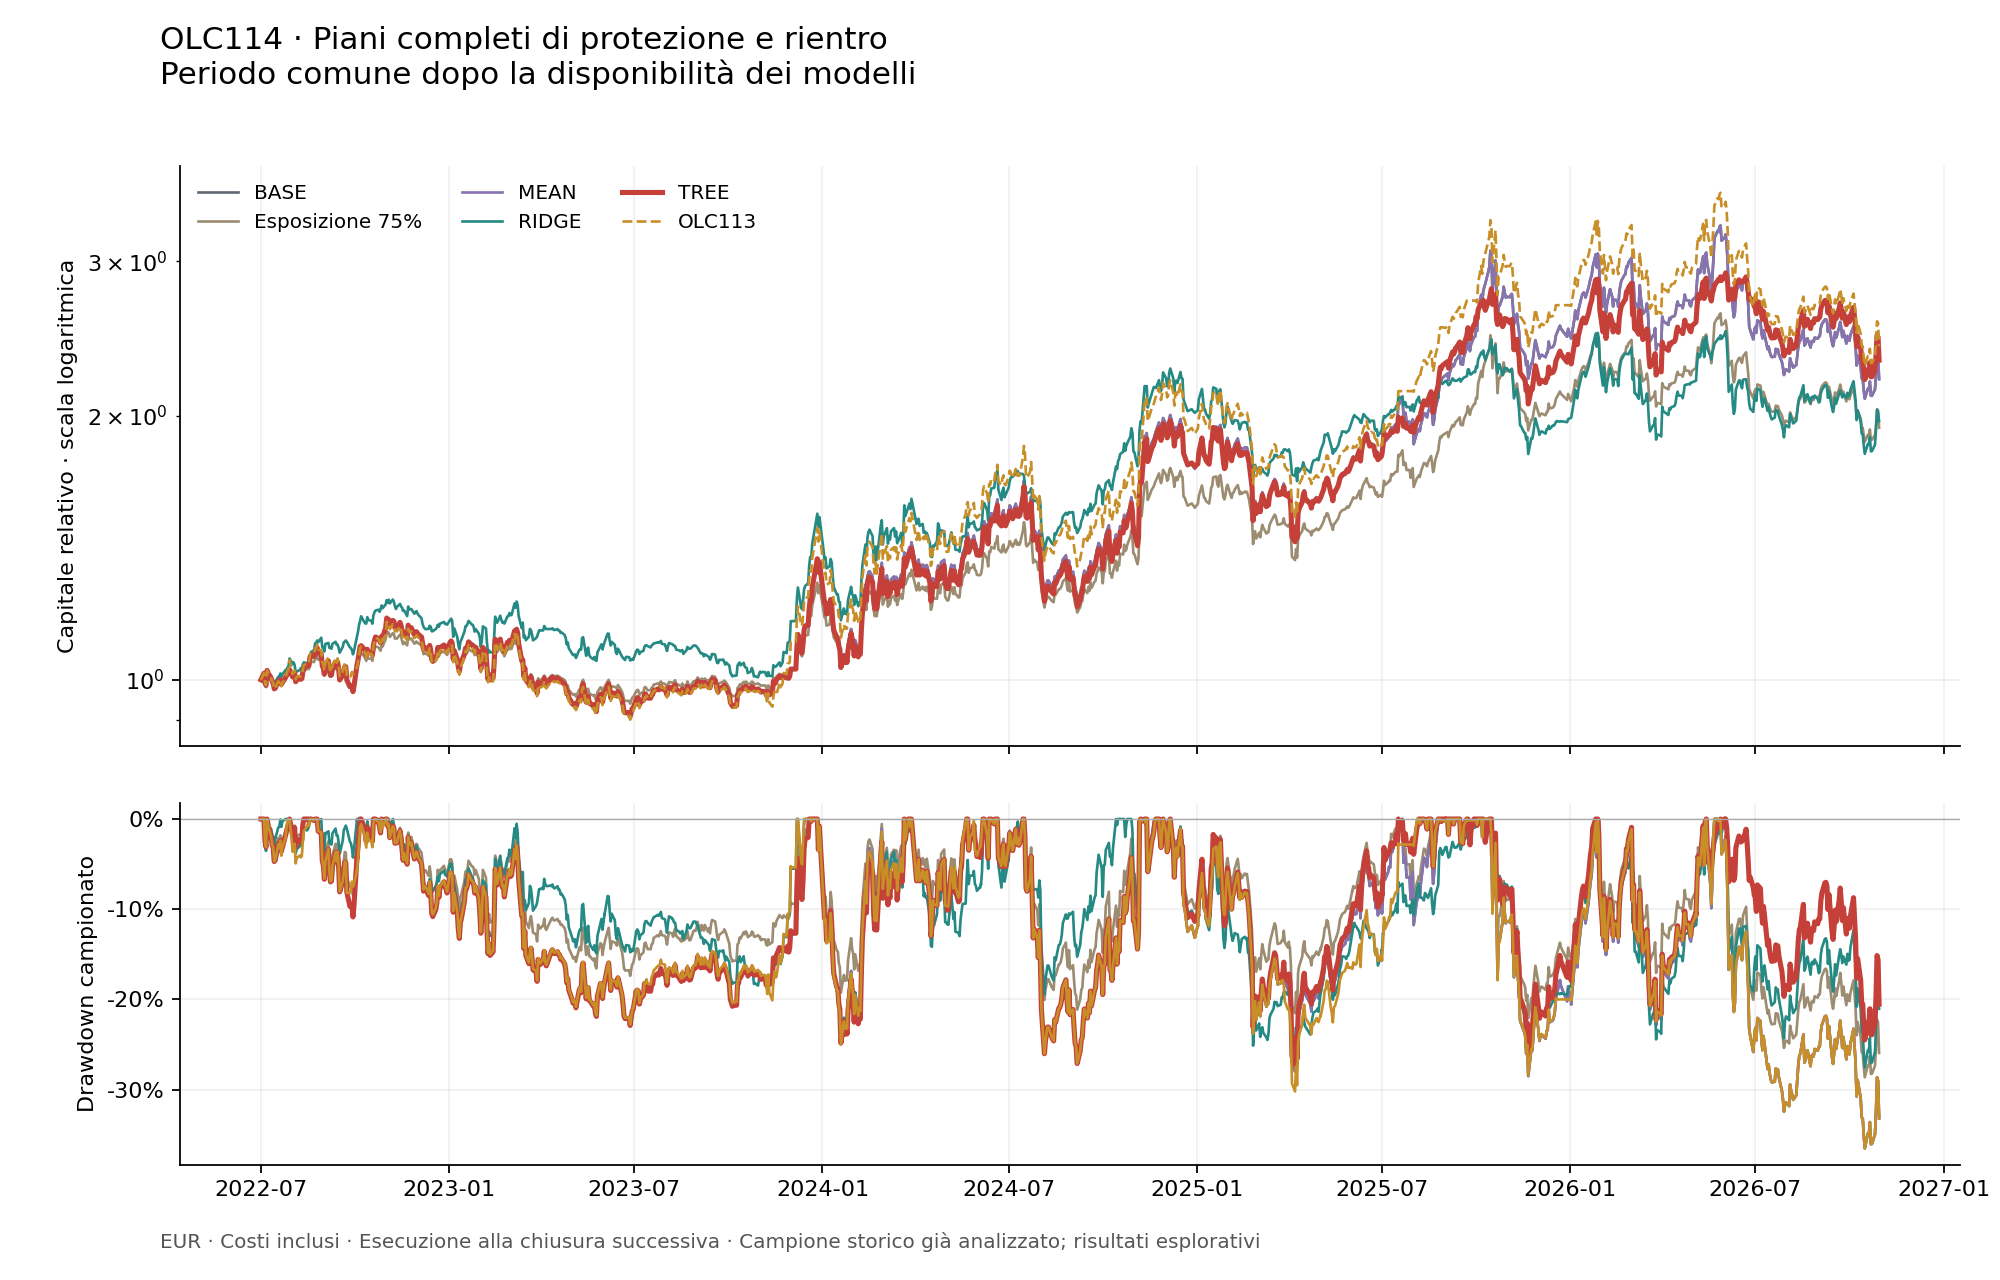 OLC114 · Piani completi di protezione e rientro
Periodo comune dopo la disponibilità dei modelli
BASE
Esposizione 75%
MEAN
RIDGE
TREE
OLC113
Capitale relativo · scala logaritmica
3 × 10⁰
2 × 10⁰
10⁰
Drawdown campionato
0%
-10%
-20%
-30%
2022-07 2023-01 2023-07 2024-01 2024-07 2025-01 2025-07 2026-01 2026-07 2027-01
EUR · Costi inclusi · Esecuzione alla chiusura successiva · Campione storico già analizzato; risultati esplorativi